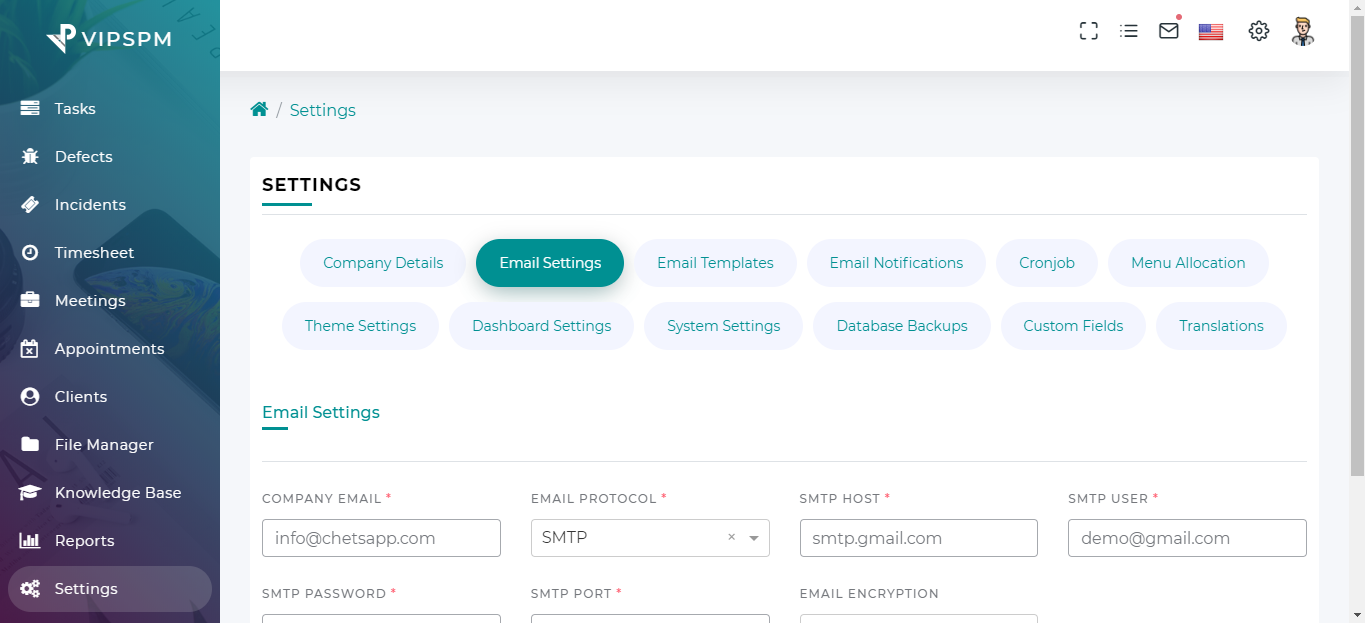 VIPSPM
Tasks
Defects
Incidents
Timesheet
Meetings
Appointments
Clients
File Manager
Knowledge Base
Reports
Settings
/ Settings
SETTINGS
Company Details Email Settings Email Templates Email Notifications Cronjob Menu Allocation
Theme Settings Dashboard Settings System Settings Database Backups Custom Fields Translations
Email Settings
COMPANY EMAIL * EMAIL PROTOCOL * SMTP HOST * SMTP USER *
info@chetsapp.com SMTP × smtp.gmail.com demo@gmail.com
SMTP PASSWORD * SMTP PORT * EMAIL ENCRYPTION